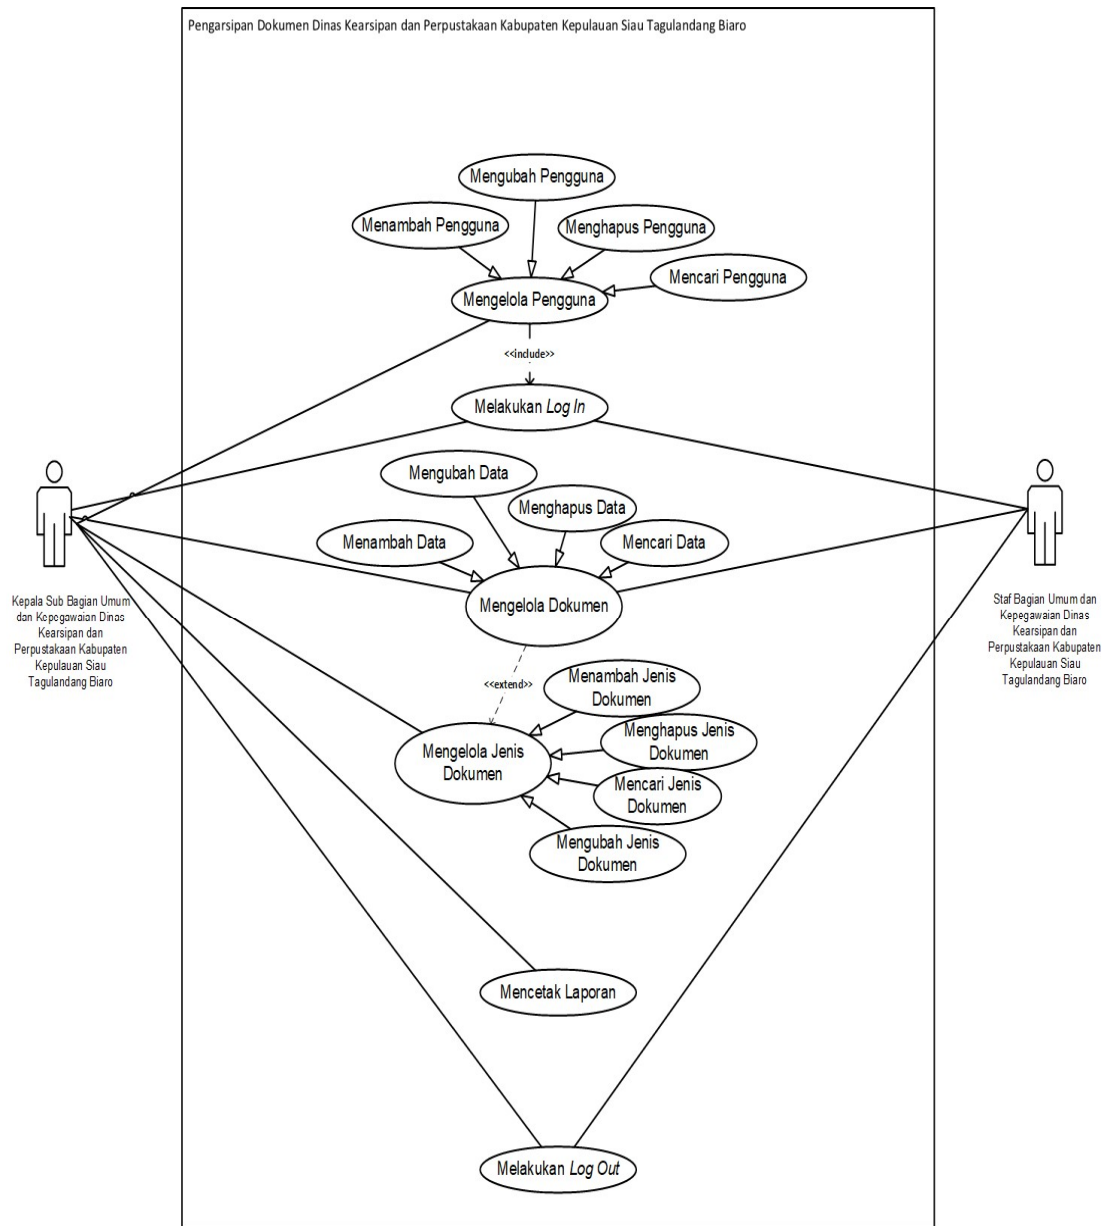 Pengarsipan Dokumen Dinas Kearsipan dan Perpustakaan Kabupaten Kepulauan Siau Tagulandang Biaro
Mengubah Pengguna
Menambah Pengguna
Menghapus Pengguna
Mencari Pengguna
Mengelola Pengguna
<<include>>
Melakukan Log In
Mengubah Data
Menghapus Data
Menambah Data
Mencari Data
Mengelola Dokumen
Kepala Sub Bagian Umum
dan Kepegawaian Dinas
Kearsipan dan
Perpustakaan Kabupaten
Kepulauan Siau
Tagulandang Biaro
Staf Bagian Umum dan
Kepegawaian Dinas
Kearsipan dan
Perpustakaan Kabupaten
Kepulauan Siau
Tagulandang Biaro
<<extend>>
Menambah Jenis
Dokumen
Menghapus Jenis
Dokumen
Mengelola Jenis
Dokumen
Mencari Jenis
Dokumen
Mengubah Jenis
Dokumen
Mencetak Laporan
Melakukan Log Out